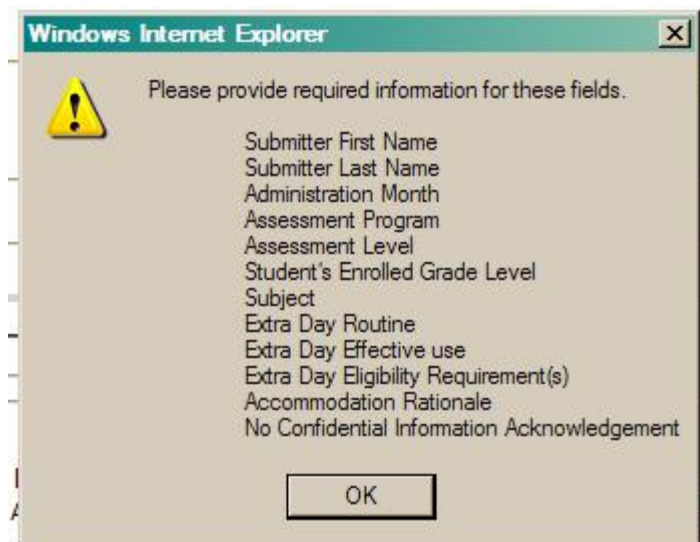 Windows Internet Explorer
Please provide required information for these fields.
Submitter First Name
Submitter Last Name
Administration Month
Assessment Program
Assessment Level
Student's Enrolled Grade Level
Subject
Extra Day Routine
Extra Day Effective use
Extra Day Eligibility Requirement(s)
Accommodation Rationale
No Confidential Information Acknowledgement
OK